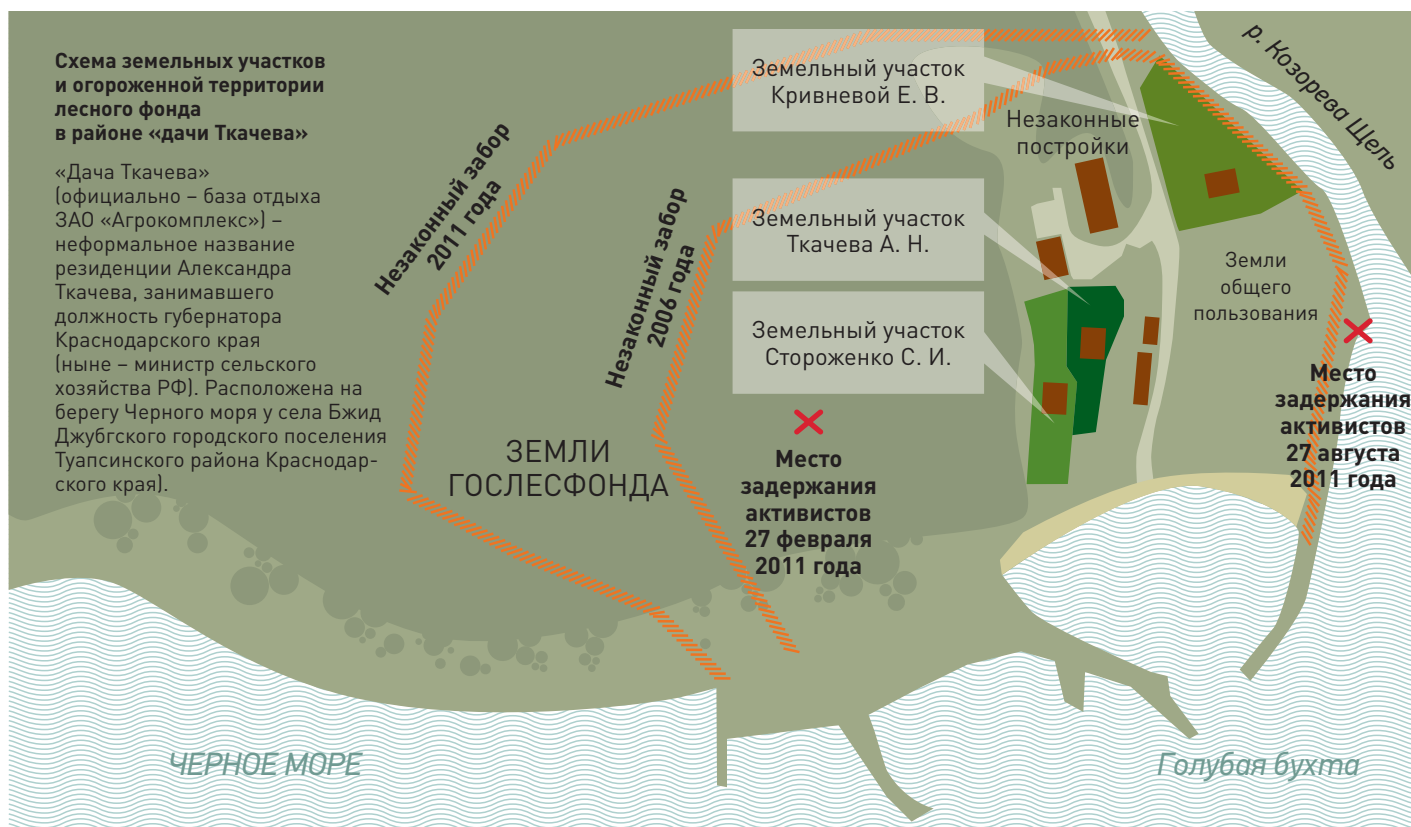 Схема земельных участков
и огороженной территории
лесного фонда
в районе «дачи Ткачева»
«Дача Ткачева»
(официально – база отдыха
ЗАО «Агрокомплекс») –
неформальное название
резиденции Александра
Ткачева, занимавшего
должность губернатора
Краснодарского края
(ныне – министр сельского
хозяйства РФ). Расположена на
берегу Черного моря у села Бжид
Джубгского городского поселения
Туапсинского района Краснодар-
ского края).
Незаконный забор
2011 года
Незаконный забор
2006 года
ЗЕМЛИ
ГОСЛЕСФОНДА
Земельный участок
Кривневой Е. В.
Земельный участок
Ткачева А. Н.
Земельный участок
Стороженко С. И.
Место
задержания
активистов
27 февраля
2011 года
Незаконные
постройки
р. Козорева Щель
Земли
общего
пользования
Место
задержания
активистов
27 августа
2011 года
ЧЕРНОЕ МОРЕ
Голубая бухта